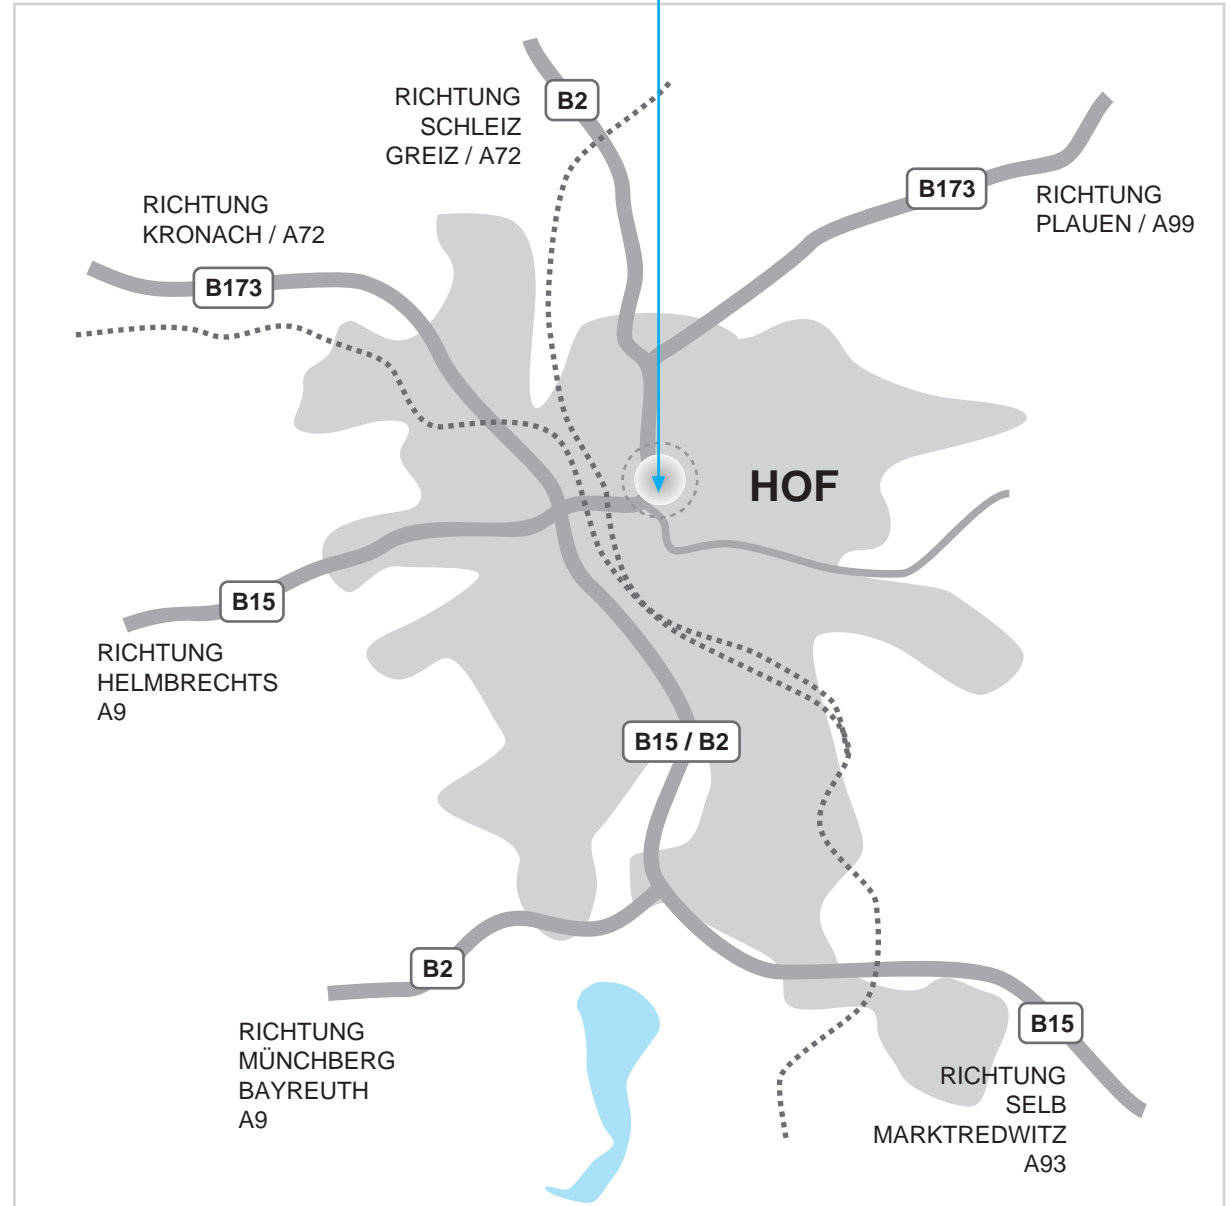 RICHTUNG
SCHLEIZ
GREIZ / A72
B2
B173
RICHTUNG
PLAUEN / A99
RICHTUNG
KRONACH / A72
B173
HOF
B15
RICHTUNG
HELMBRECHTS
A9
B15 / B2
B2
RICHTUNG
MÜNCHBERG
BAYREUTH
A9
B15
RICHTUNG
SELB
MARKTREDWITZ
A93